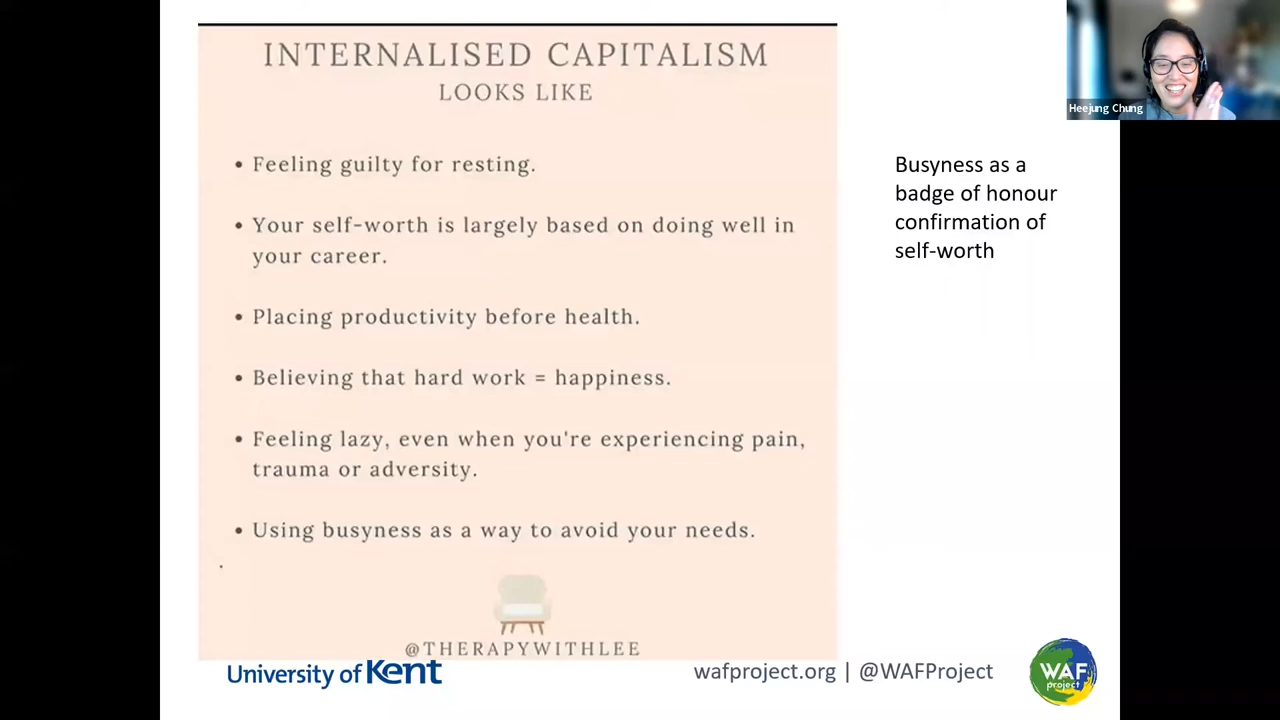 INTERNALISED CAPITALISM
LOOKS LIKE
• Feeling guilty for resting.
• Your self-worth is largely based on doing well in
your career.
• Placing productivity before health.
• Believing that hard work = happiness.
• Feeling lazy, even when you're experiencing pain,
trauma or adversity.
• Using busyness as a way to avoid your needs.
@THERAPYWITHLEE
Heejung Chung
Busyness as a
badge of honour
confirmation of
self-worth
University of Kent
wafproject.org | @WAFProject
WAF
project